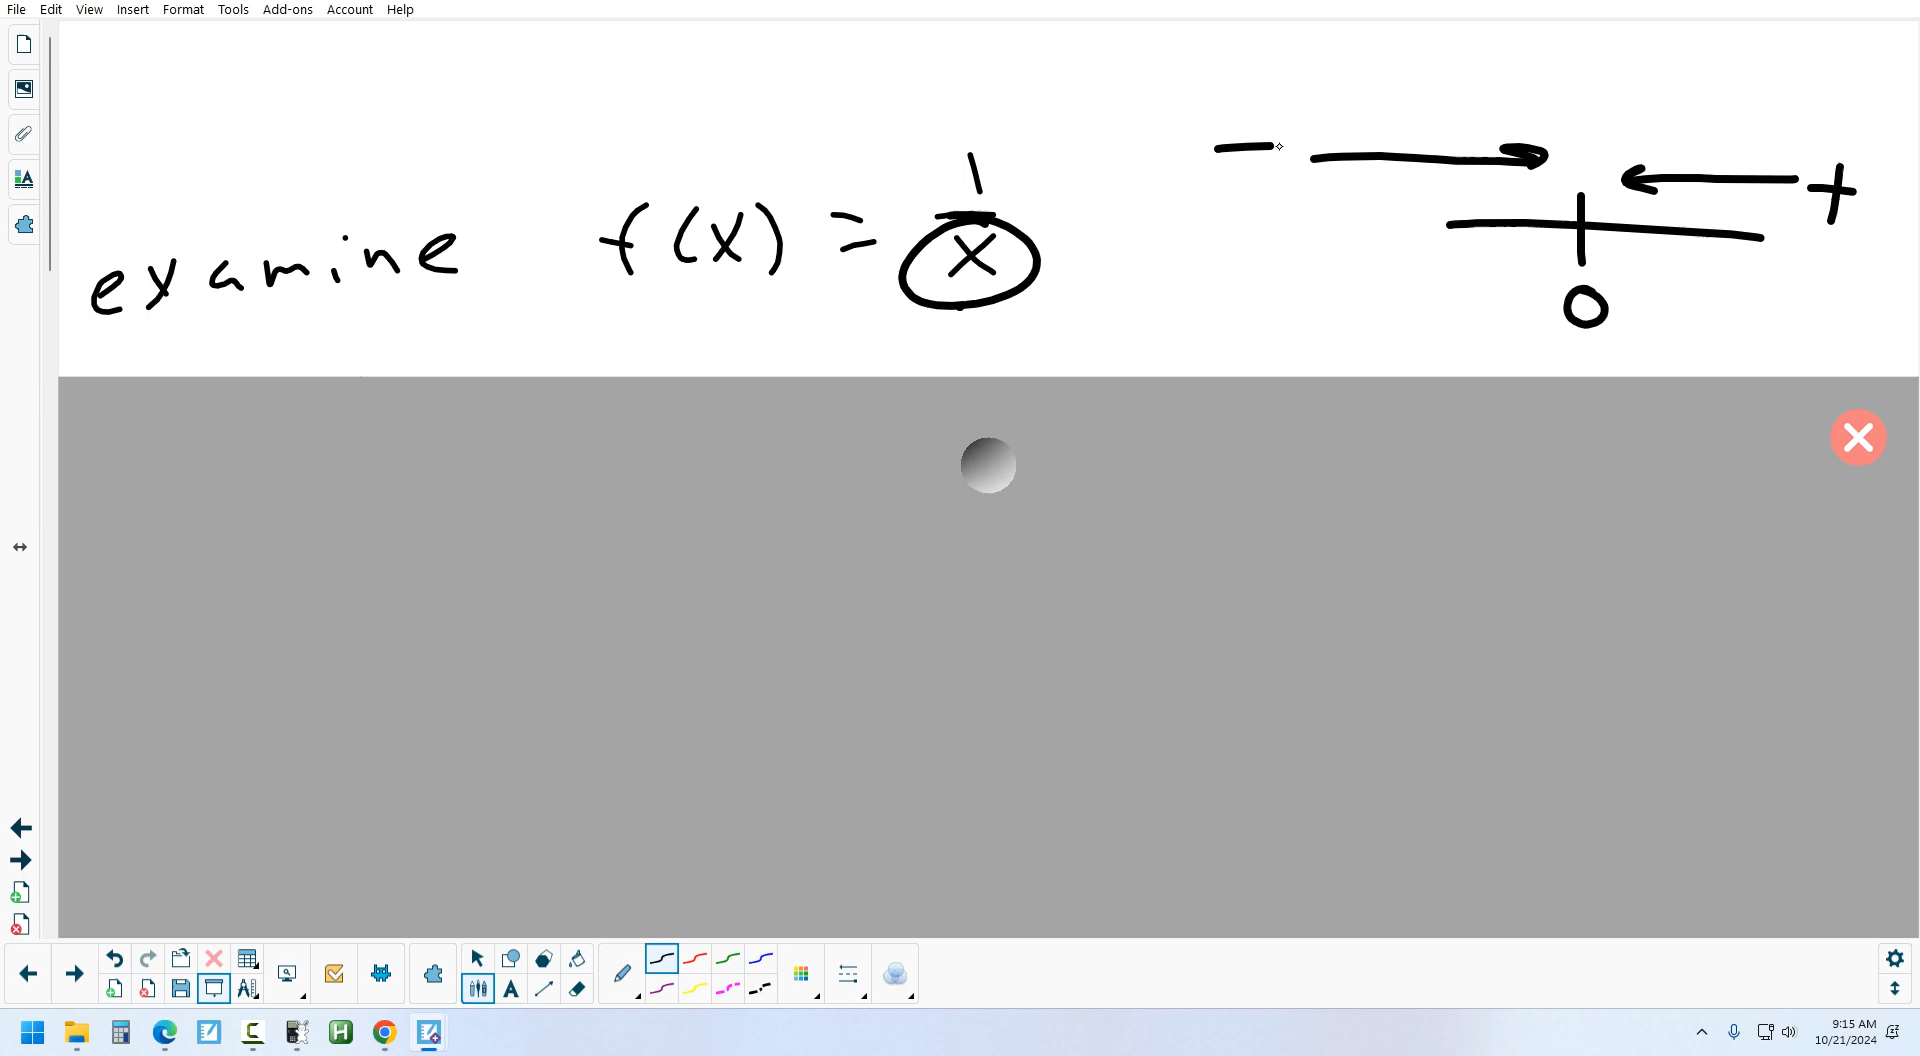 File Edit View Insert Format Tools Add-ons Account Help
examine f(x) = 1/x
− +
0
9:15 AM
10/21/2024